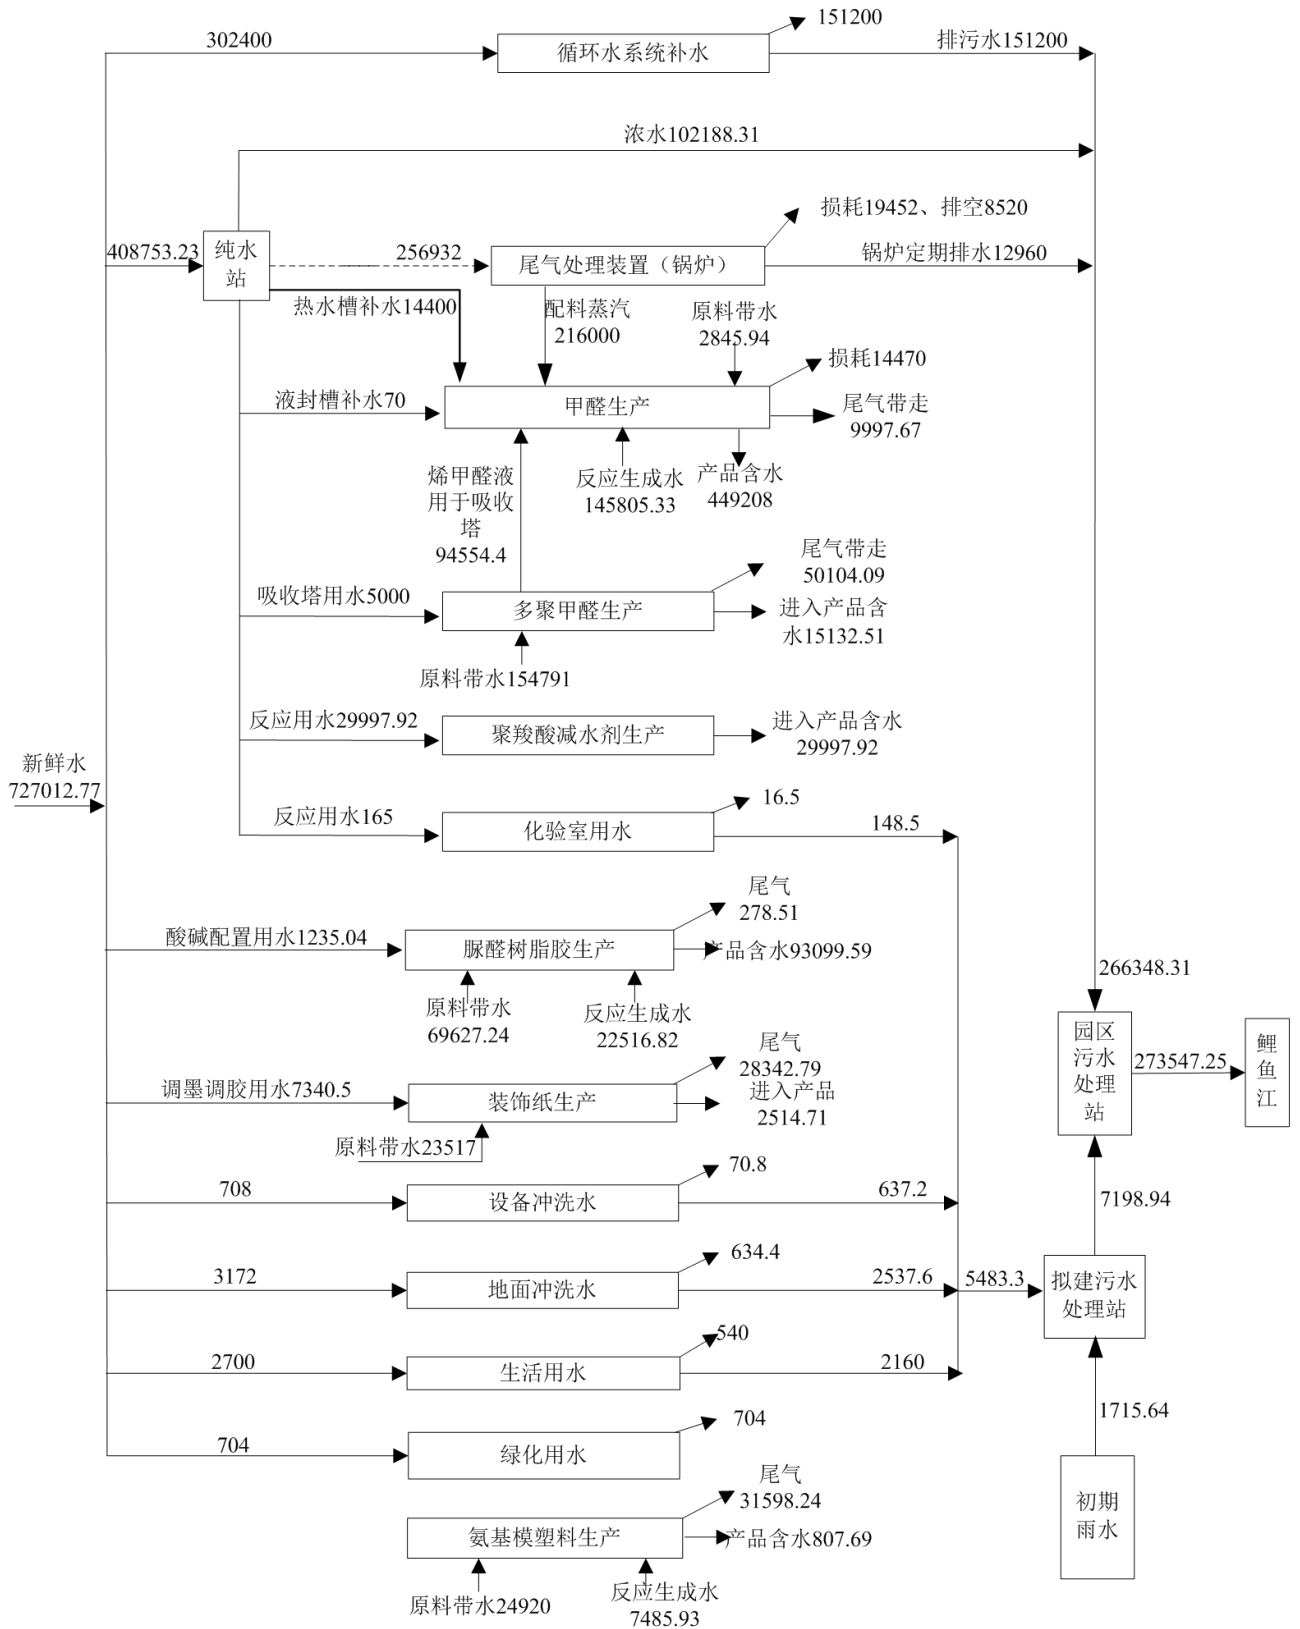 302400
循环水系统补水
151200
排污水151200
浓水102188.31
408753.23
纯水
站
256932
尾气处理装置（锅炉）
损耗19452、排空8520
锅炉定期排水12960
热水槽补水14400
配料蒸汽
216000
原料带水
2845.94
损耗14470
液封槽补水70
甲醛生产
尾气带走
9997.67
烯甲醛液
用于吸收
塔
94554.4
反应生成水
145805.33
产品含水
449208
尾气带走
50104.09
吸收塔用水5000
多聚甲醛生产
进入产品含
水15132.51
原料带水154791
反应用水29997.92
聚羧酸减水剂生产
进入产品含水
29997.92
新鲜水
727012.77
反应用水165
化验室用水
16.5
148.5
尾气
278.51
酸碱配置用水1235.04
脲醛树脂胶生产
产品含水93099.59
原料带水
69627.24
反应生成水
22516.82
266348.31
园区
污水
处理
站
273547.25
鲤
鱼
江
尾气
28342.79
调墨调胶用水7340.5
装饰纸生产
进入产品
2514.71
原料带水23517
708
设备冲洗水
70.8
637.2
7198.94
3172
地面冲洗水
634.4
2537.6
5483.3
拟建污水
处理站
2700
生活用水
540
2160
1715.64
704
绿化用水
704
初期
雨水
尾气
31598.24
氨基模塑料生产
产品含水807.69
原料带水24920
反应生成水
7485.93